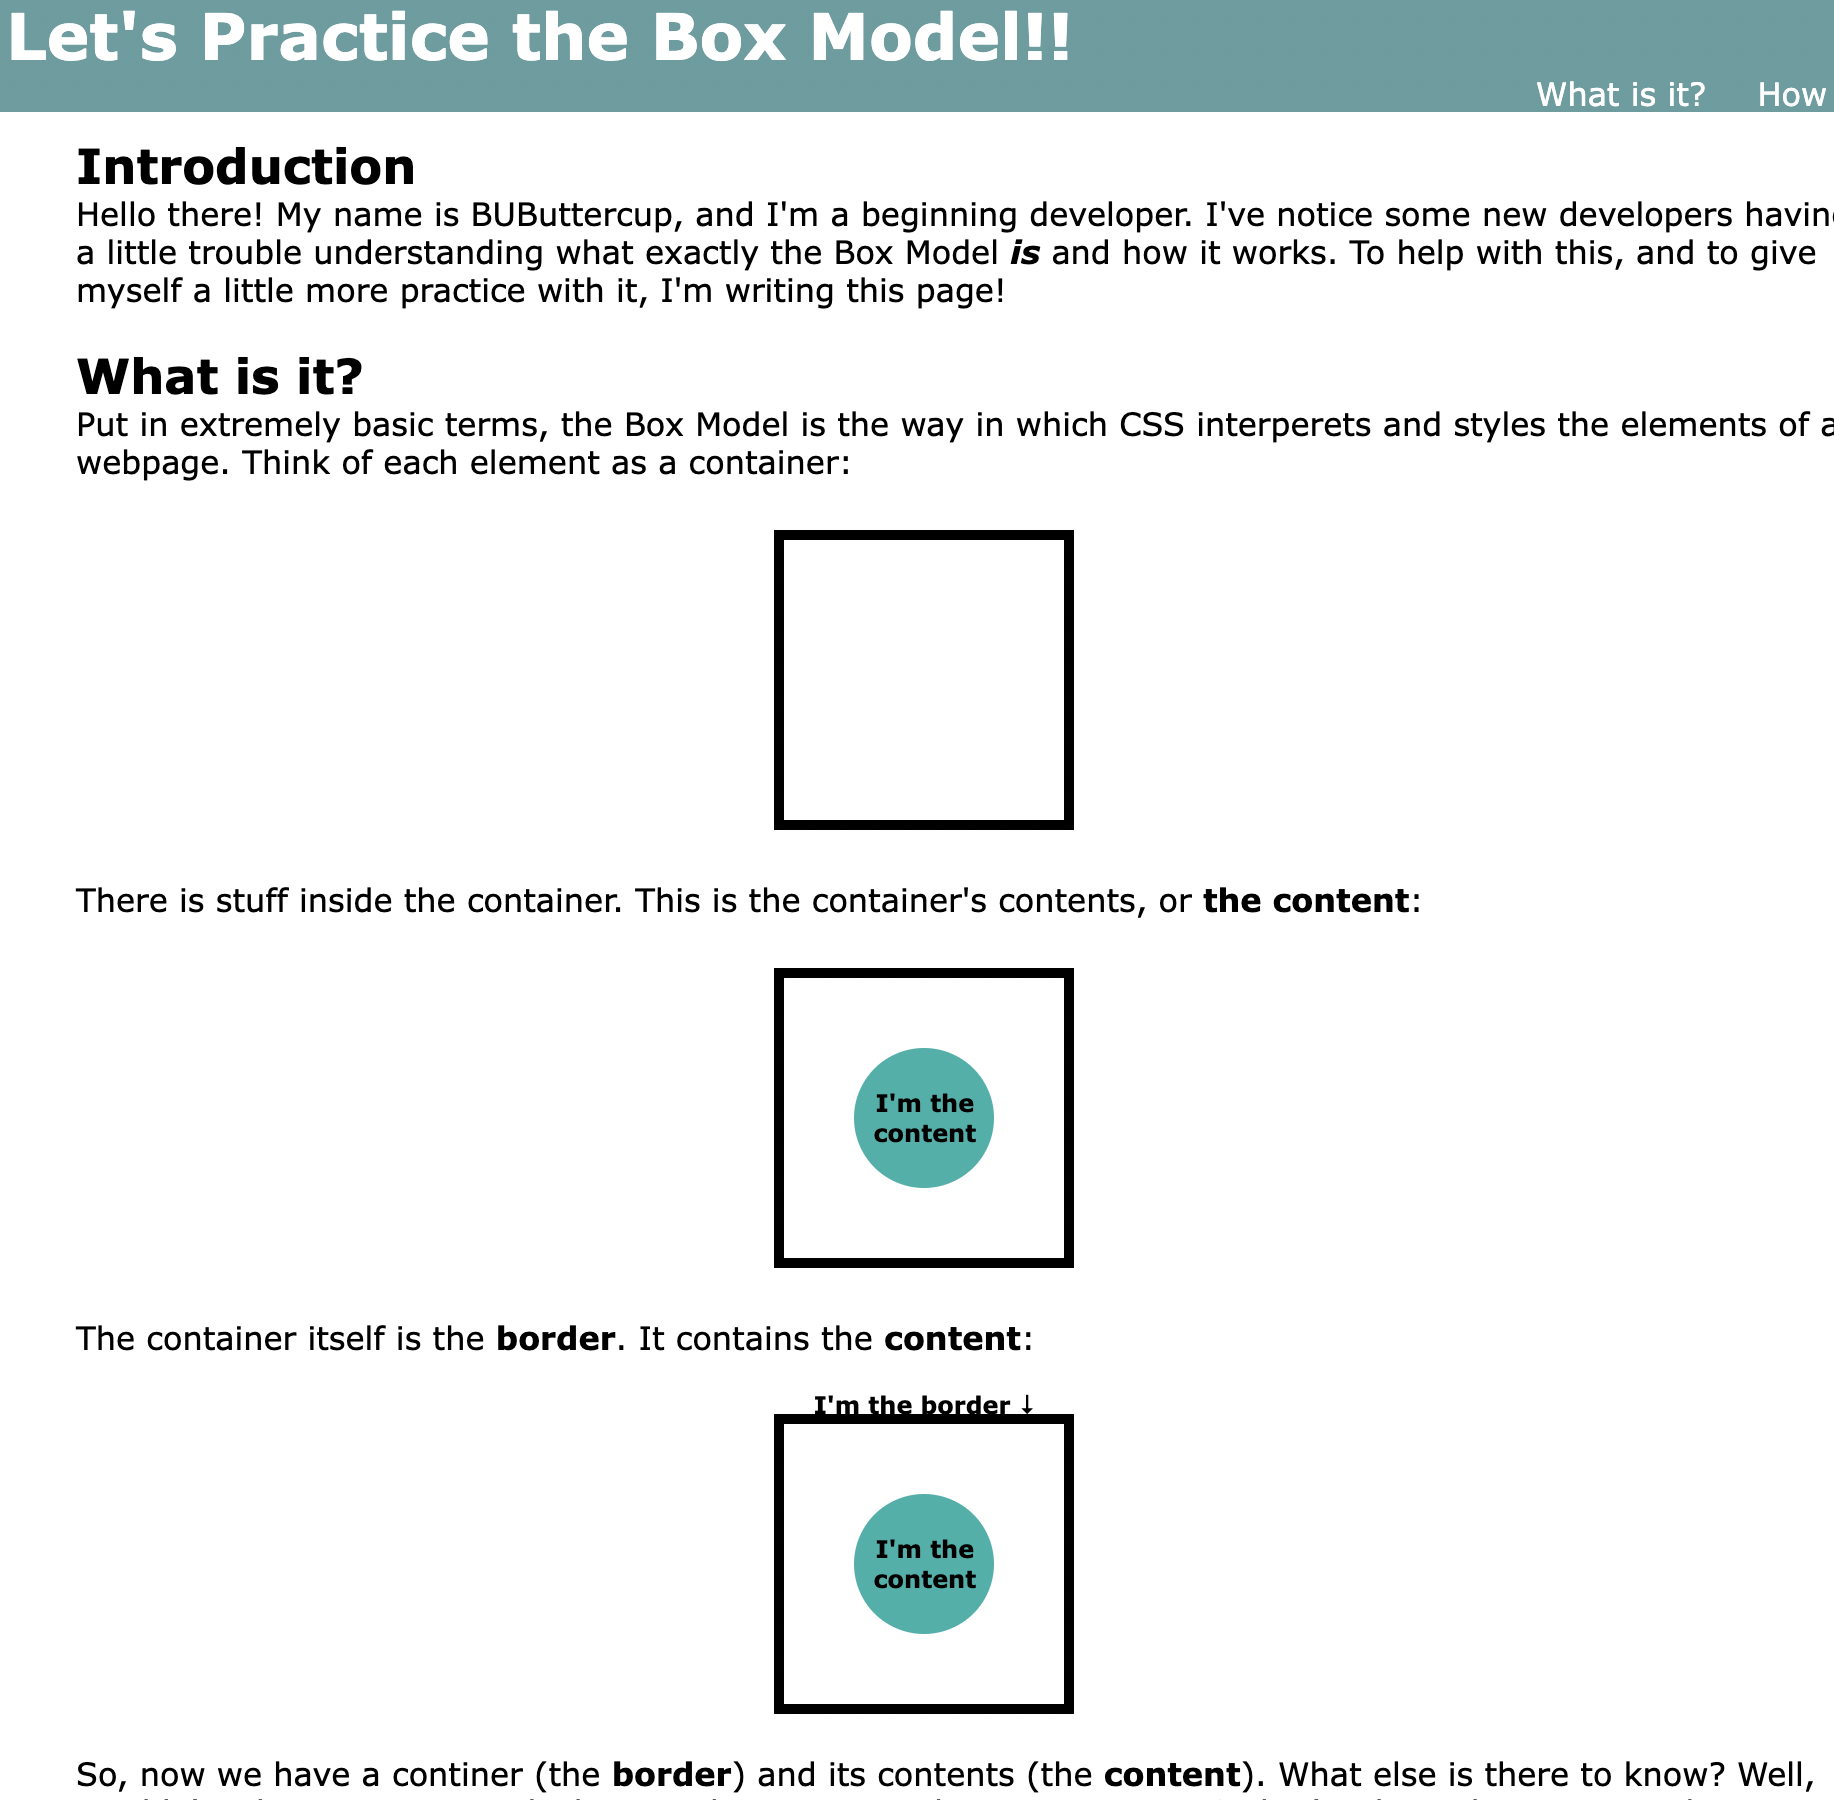 Let's Practice the Box Model!!
What is it? How
Introduction
Hello there! My name is BUButtercup, and I'm a beginning developer. I've notice some new developers
a little trouble understanding what exactly the Box Model is and how it works. To help with this, and to give
myself a little more practice with it, I'm writing this page!
What is it?
Put in extremely basic terms, the Box Model is the way in which CSS interperets and styles the elements of a
webpage. Think of each element as a container:
There is stuff inside the container. This is the container's contents, or the content:
I'm the
content
The container itself is the border. It contains the content:
I'm the border ↓
I'm the
content
So, now we have a continer (the border) and its contents (the content). What else is there to know? Well,